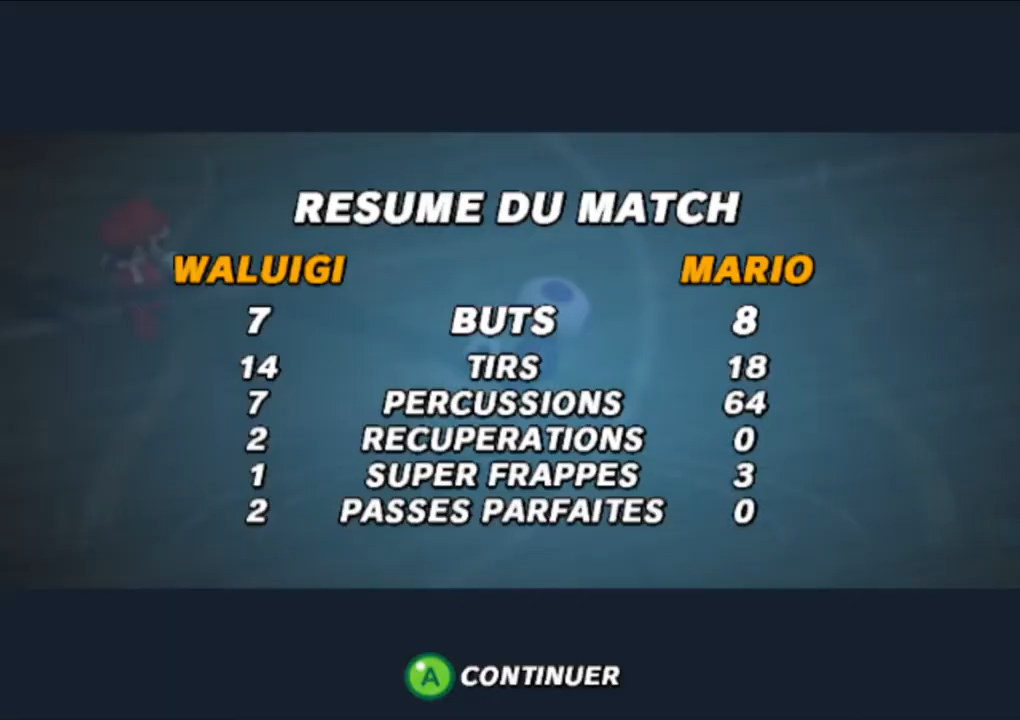 RESUME DU MATCH
WALUIGI MARIO
7 BUTS 8
14 TIRS 18
7 PERCUSSIONS 64
2 RECUPERATIONS 0
1 SUPER FRAPPES 3
2 PASSES PARFAITES 0
A CONTINUER